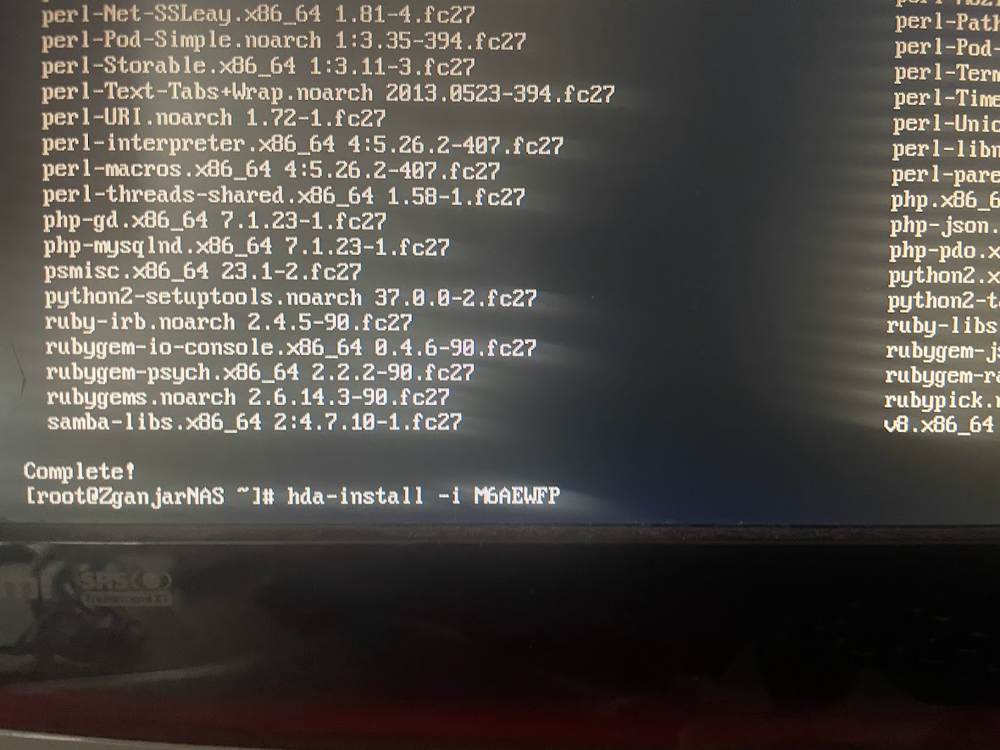 perl-Net-SSLeay.x86_64 1.81-4.fc27
perl-Pod-Simple.noarch 1:3.35-394.fc27 perl-Path
perl-Storable.x86_64 1:3.11-3.fc27 perl-Pod-
perl-Text-Tabs+Wrap.noarch 2013.0523-394.fc27 perl-Term
perl-URI.noarch 1.72-1.fc27 perl-Time
perl-interpreter.x86_64 4:5.26.2-407.fc27 perl-Unic
perl-macros.x86_64 4:5.26.2-407.fc27 perl-libn
perl-threads-shared.x86_64 1.58-1.fc27 perl-pare
php-gd.x86_64 7.1.23-1.fc27 php.x86_6
php-mysqlnd.x86_64 7.1.23-1.fc27 php-json.
psmisc.x86_64 23.1-2.fc27 php-pdo.x
python2-setuptools.noarch 37.0.0-2.fc27 python2.x
ruby-irb.noarch 2.4.5-90.fc27 python2-t
rubygem-io-console.x86_64 0.4.6-90.fc27 ruby-libs
rubygem-psych.x86_64 2.2.2-90.fc27 rubygem-j
rubygems.noarch 2.6.14.3-90.fc27 rubygem-r
samba-libs.x86_64 2:4.7.10-1.fc27 rubypick.
v8.x86_64
Complete!
[root@ZganjarNAS ~]# hda-install -i M6AEWFP
SRS
TruSurround XT